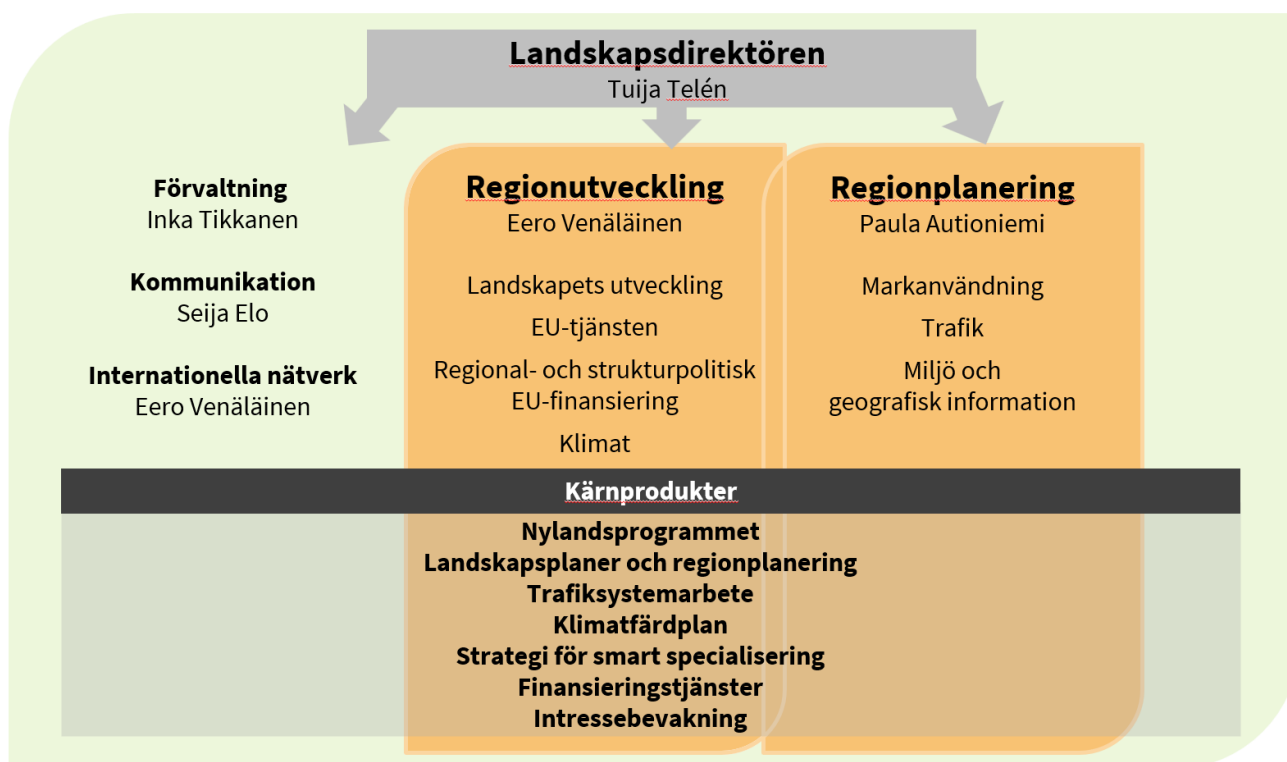 Landskapsdirektören
Tuija Telén
Förvaltning
Inka Tikkanen
Kommunikation
Seija Elo
Internationella nätverk
Eero Venäläinen
Regionutveckling
Eero Venäläinen
Landskapets utveckling
EU-tjänsten
Regional- och strukturpolitisk
EU-finansiering
Klimat
Regionplanering
Paula Autioniemi
Markanvändning
Trafik
Miljö och
geografisk information
Kärnprodukter
Nylandsprogrammet
Landskapsplaner och regionplanering
Trafiksystemarbete
Klimatfärdplan
Strategi för smart specialisering
Finansieringstjänster
Intressebevakning